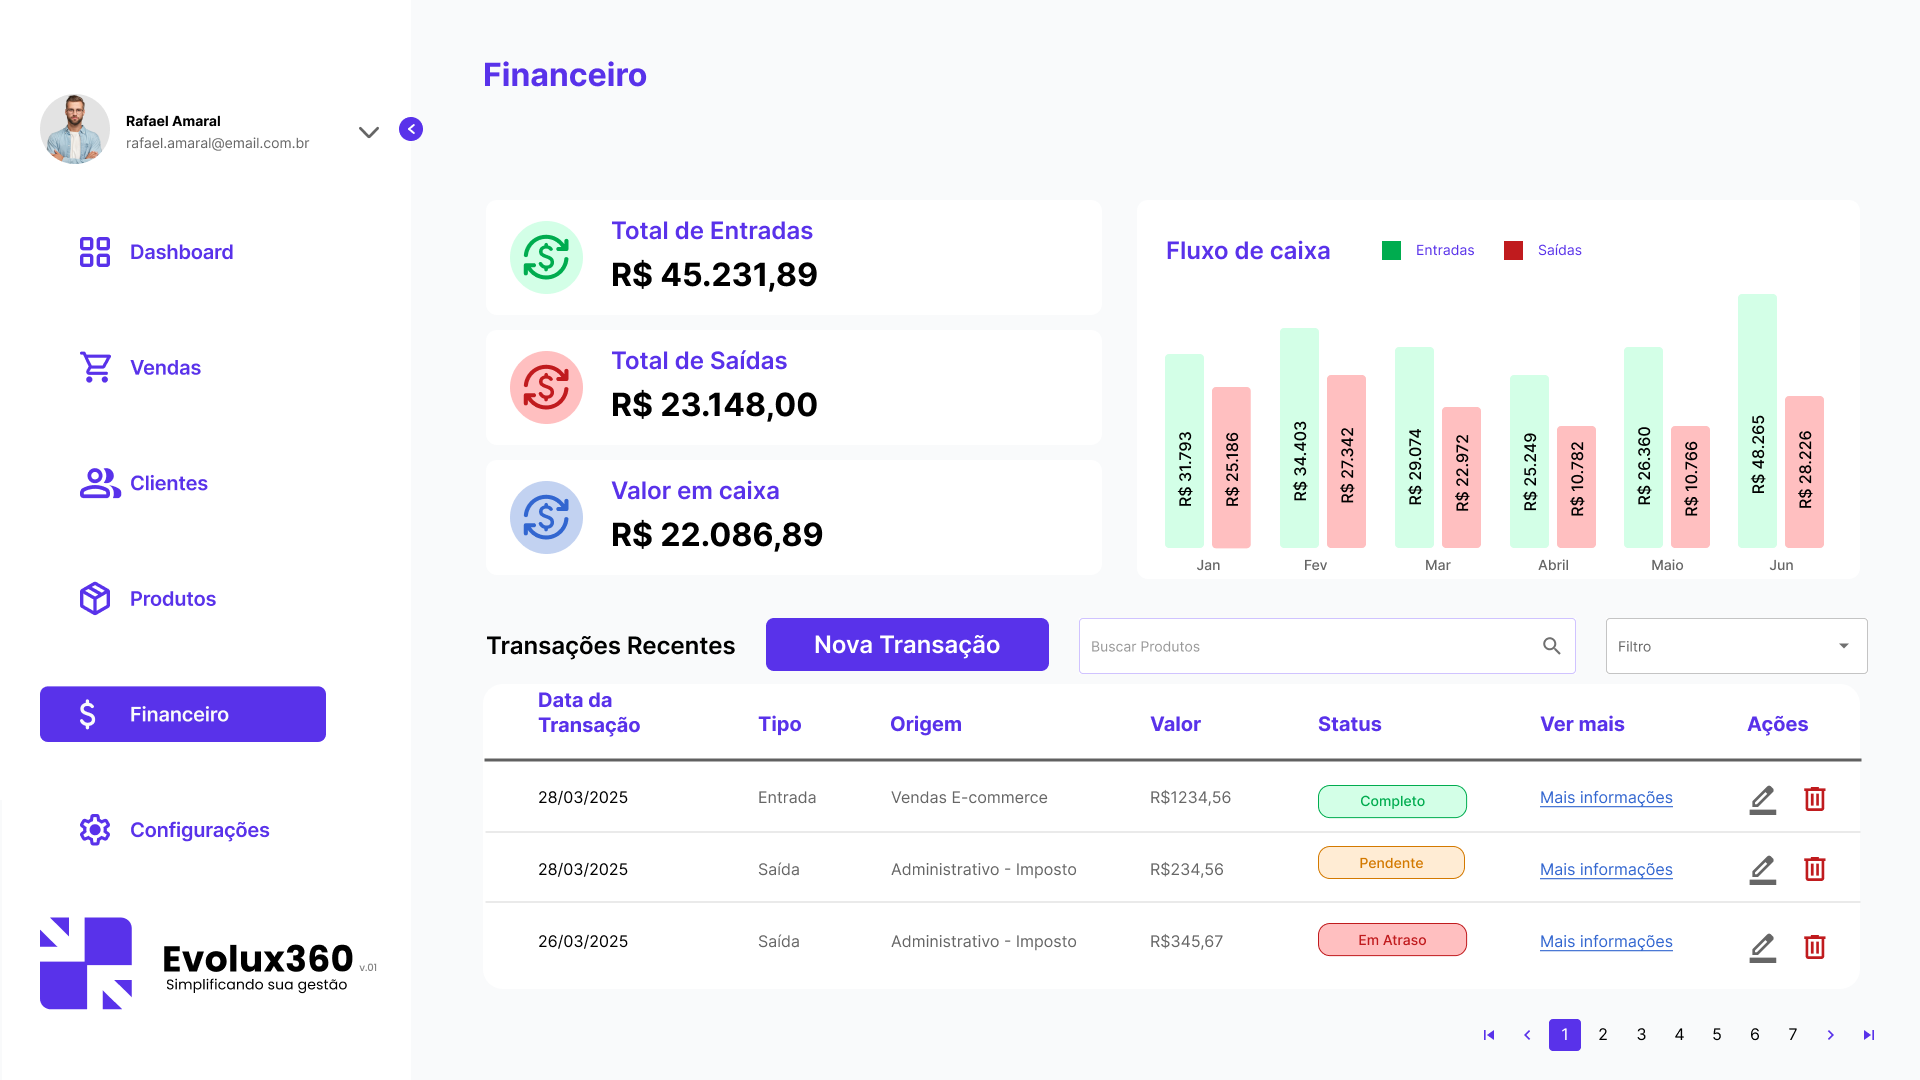 Rafael Amaral
rafael.amaral@email.com.br
Dashboard
Vendas
Clientes
Produtos
Financeiro
Configurações
Evolux360 v.01
Simplificando sua gestão
Financeiro
Total de Entradas
R$ 45.231,89
Total de Saídas
R$ 23.148,00
Valor em caixa
R$ 22.086,89
Fluxo de caixa
Entradas
Saídas
R$ 31.793
R$ 25.186
R$ 34.403
R$ 27.342
R$ 29.074
R$ 22.972
R$ 25.249
R$ 10.782
R$ 26.360
R$ 10.766
R$ 48.265
R$ 28.226
Jan
Fev
Mar
Abril
Maio
Jun
Transações Recentes
Nova Transação
Buscar Produtos
Filtro
Data da
Transação
Tipo
Origem
Valor
Status
Ver mais
Ações
28/03/2025 Entrada Vendas E-commerce R$1234,56 Completo Mais informações
28/03/2025 Saída Administrativo - Imposto R$234,56 Pendente Mais informações
26/03/2025 Saída Administrativo - Imposto R$345,67 Em Atraso Mais informações
1 2 3 4 5 6 7